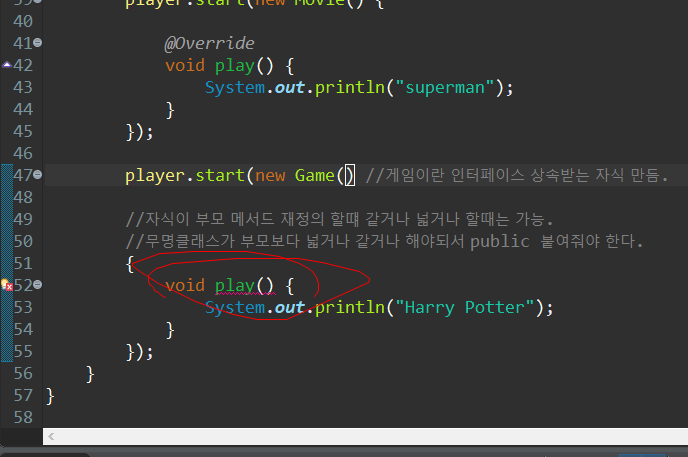 39 player.start(new Movie() {
40
41 @Override
42 void play() {
43 System.out.println("superman");
44 }
45 });
46
47 player.start(new Game() //게임이란 인터페이스 상속받는 자식 만듬.
48
49 //자식이 부모 메서드 재정의 할때 같거나 넓거나 할때는 가능.
50 //무명클래스가 부모보다 넓거나 같거나 해야되서 public 붙여줘야 한다.
51 {
52 void play() {
53 System.out.println("Harry Potter");
54 }
55 });
56 }
57 }
58